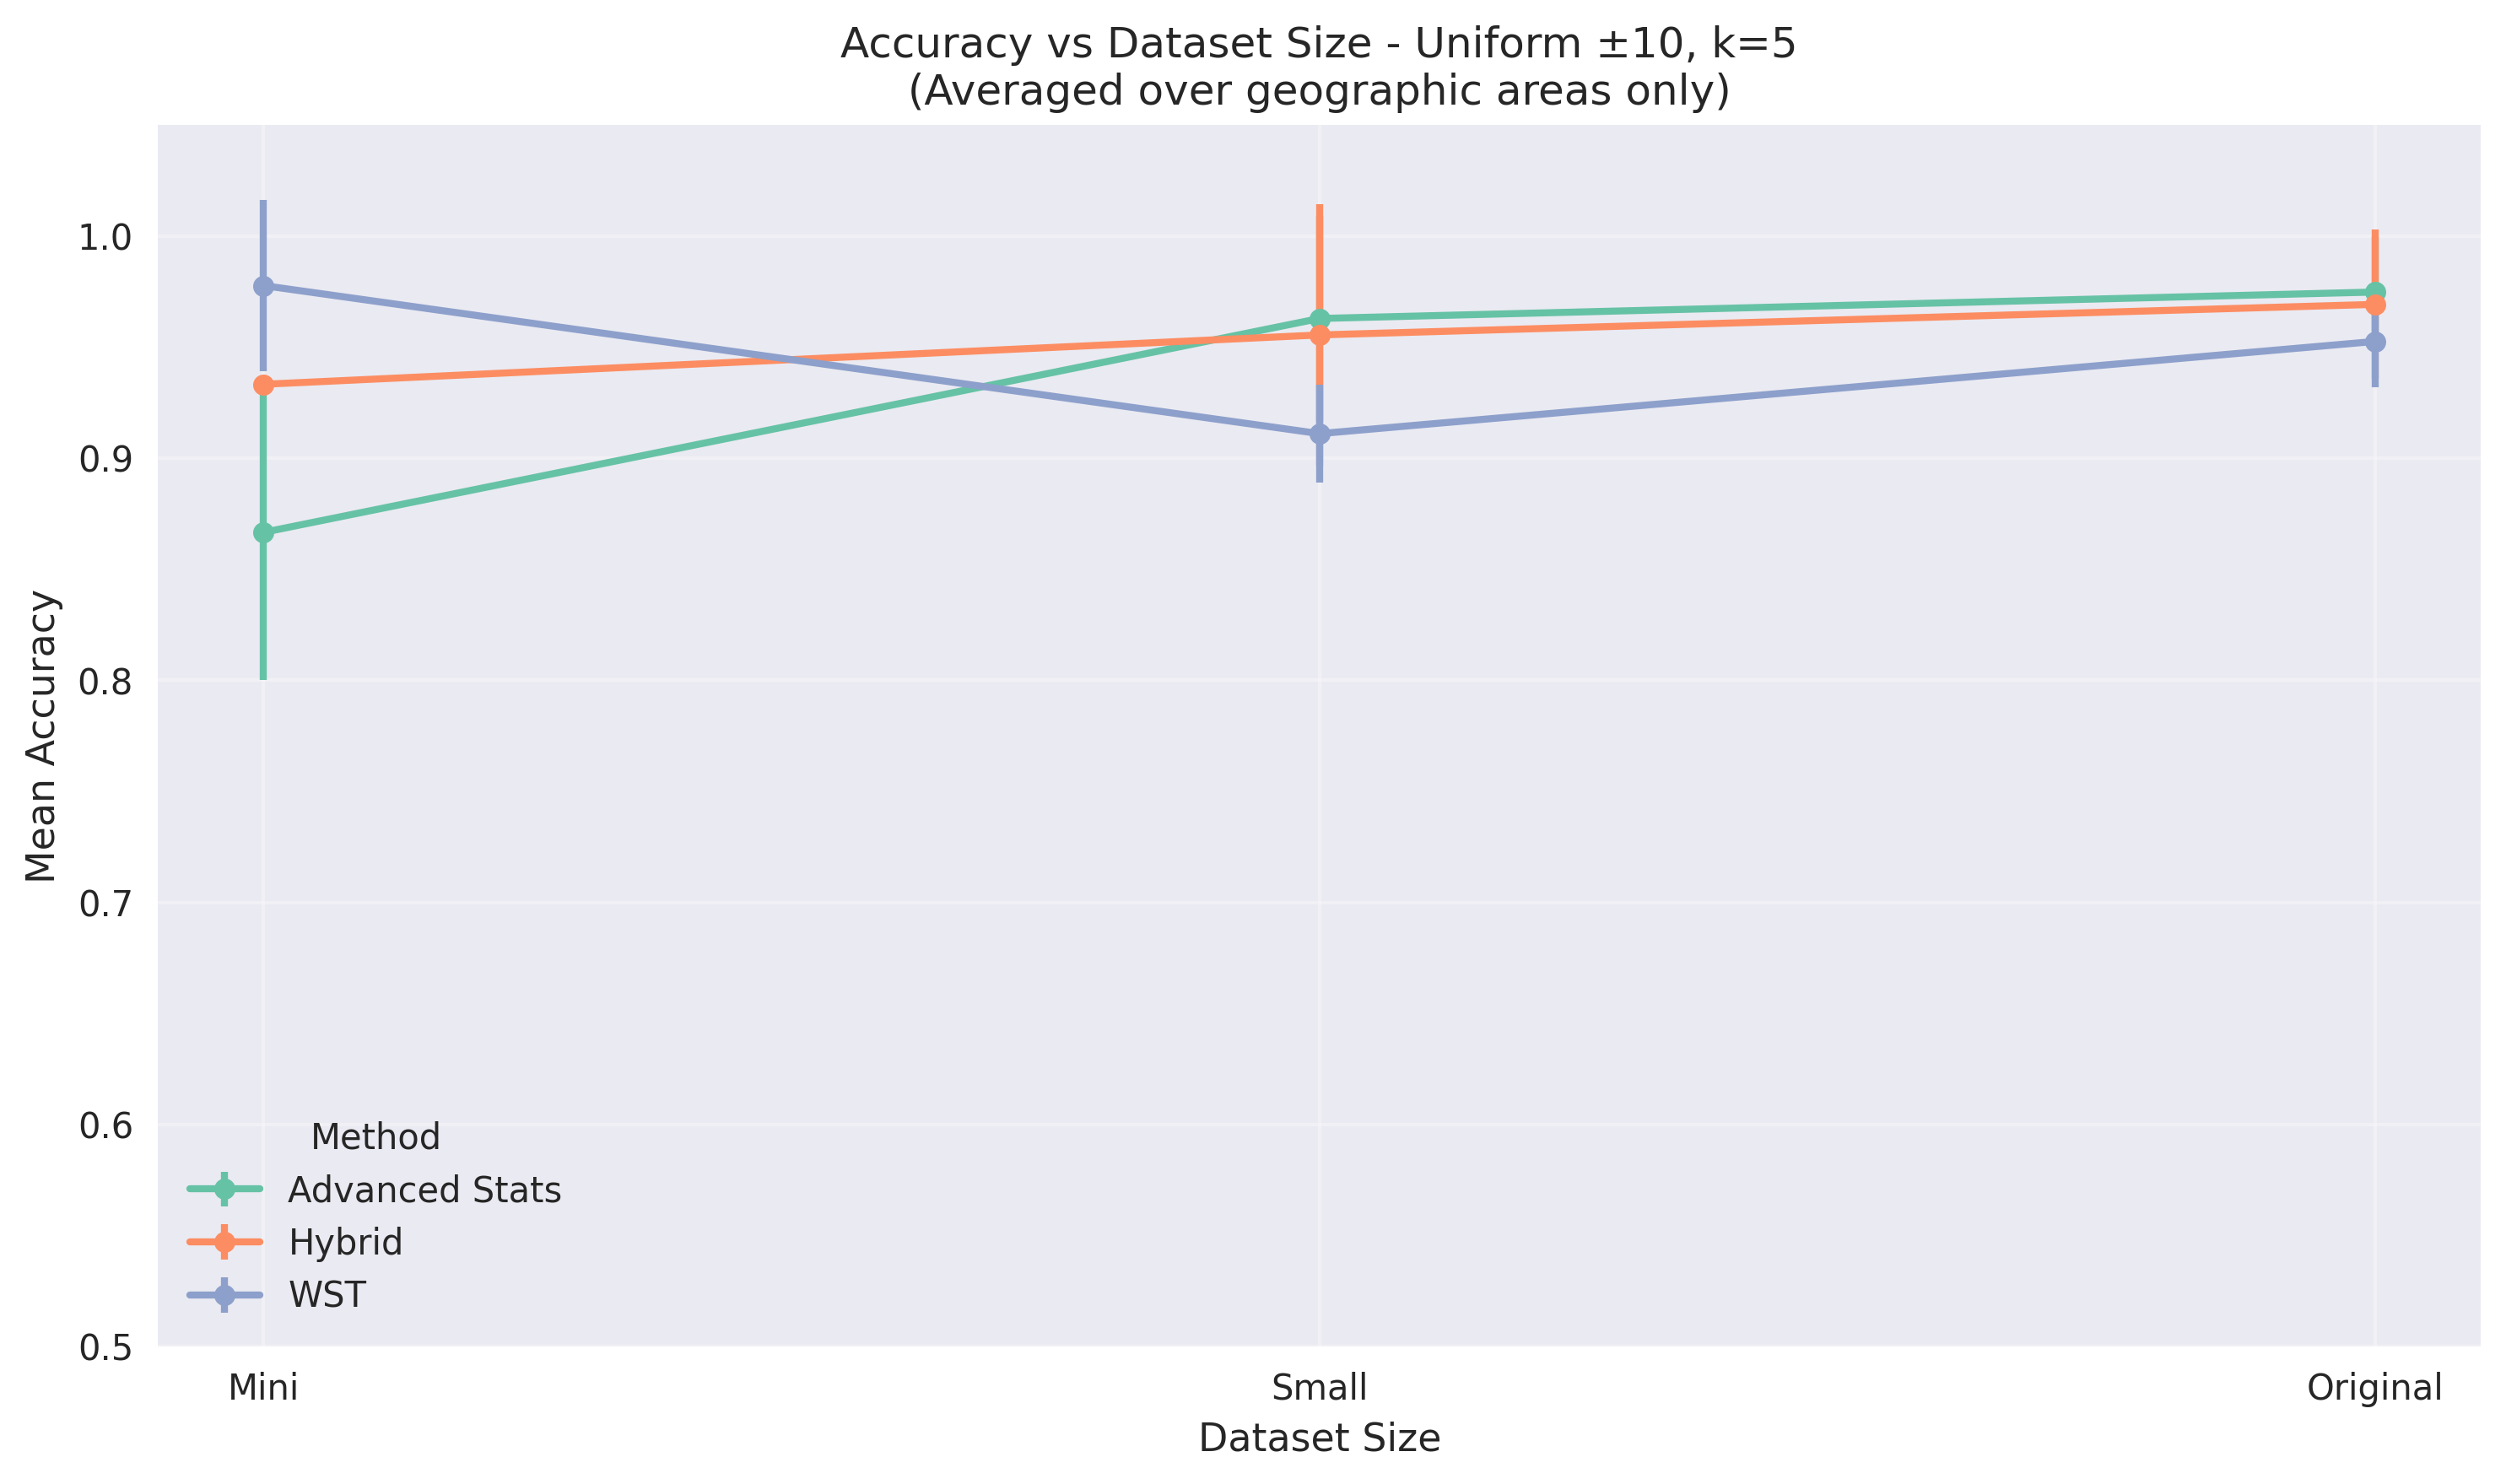 Accuracy vs Dataset Size - Uniform ±10, k=5
(Averaged over geographic areas only)
Mean Accuracy
1.0
0.9
0.8
0.7
0.6
0.5
Method
Advanced Stats
Hybrid
WST
Mini
Small
Original
Dataset Size